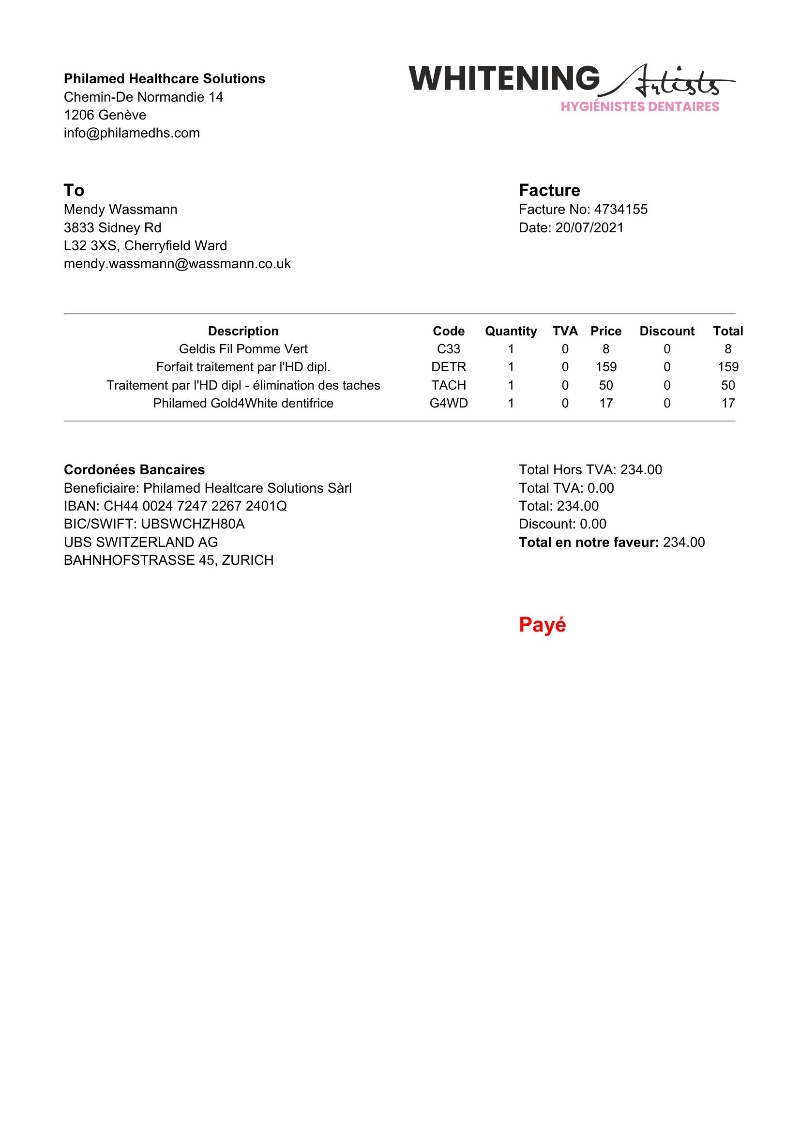 Philamed Healthcare Solutions
Chemin-De Normandie 14
1206 Genève
info@philamedhs.com
WHITENING Artists
HYGIÉNISTES DENTAIRES
To
Mendy Wassmann
3833 Sidney Rd
L32 3XS, Cherryfield Ward
mendy.wassmann@wassmann.co.uk
Facture
Facture No: 4734155
Date: 20/07/2021
Description Code Quantity TVA Price Discount Total
Geldis Fil Pomme Vert C33 1 0 8 0 8
Forfait traitement par l'HD dipl. DETR 1 0 159 0 159
Traitement par l'HD dipl - élimination des taches TACH 1 0 50 0 50
Philamed Gold4White dentifrice G4WD 1 0 17 0 17
Cordonées Bancaires
Beneficiaire: Philamed Healtcare Solutions Sàrl
IBAN: CH44 0024 7247 2267 2401Q
BIC/SWIFT: UBSWCHZH80A
UBS SWITZERLAND AG
BAHNHOFSTRASSE 45, ZURICH
Total Hors TVA: 234.00
Total TVA: 0.00
Total: 234.00
Discount: 0.00
Total en notre faveur: 234.00
Payé